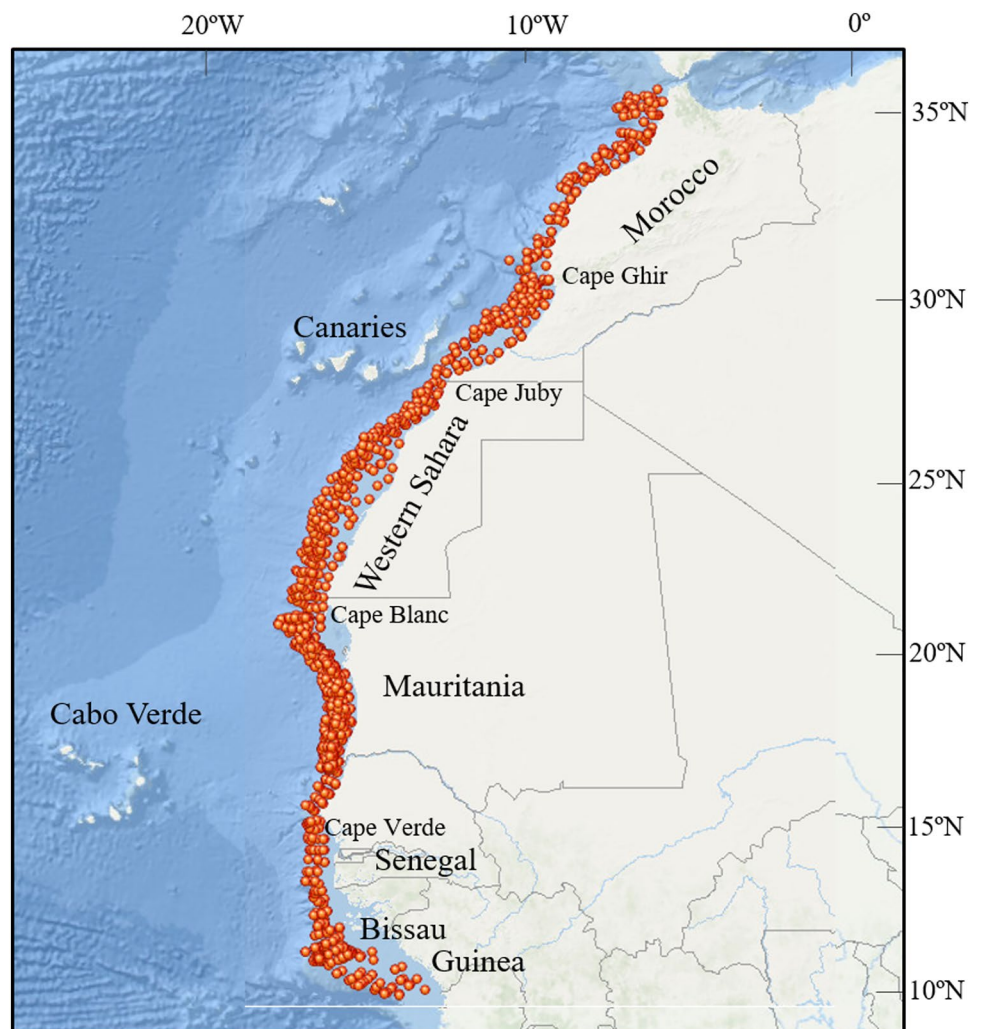 20ºW 10ºW 0º
35ºN
Morocco
Cape Ghir
30ºN
Canaries
Cape Juby
Western Sahara
25ºN
Cape Blanc
20ºN
Mauritania
Cabo Verde
15ºN
Cape Verde
Senegal
Bissau
Guinea
10ºN